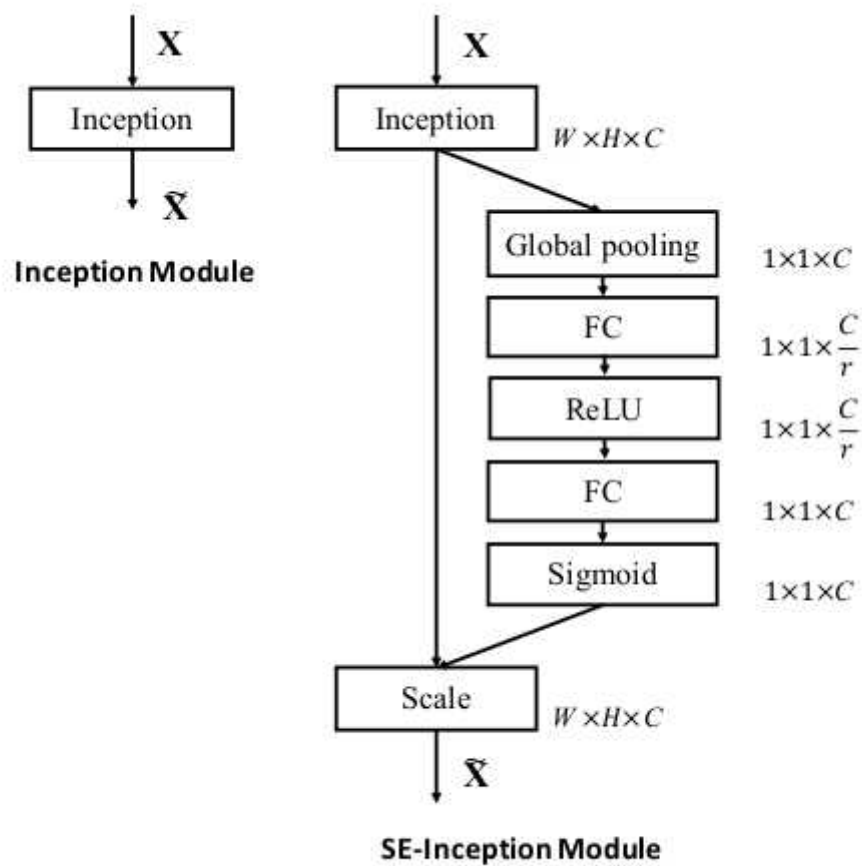 X
Inception
X̃
Inception Module
X
Inception
W×H×C
Global pooling
1×1×C
FC
1×1×C/r
ReLU
1×1×C/r
FC
1×1×C
Sigmoid
1×1×C
Scale
W×H×C
X̃
SE-Inception Module